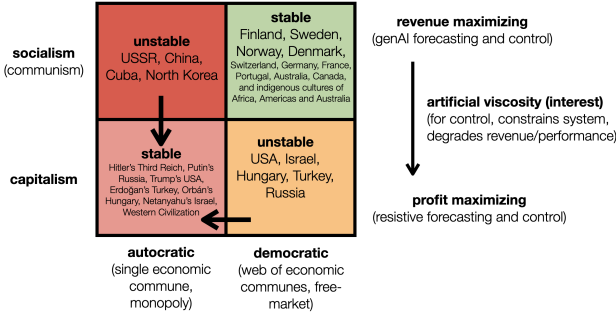 socialism
(communism)
unstable
USSR, China,
Cuba, North Korea
stable
Finland, Sweden,
Norway, Denmark,
Switzerland, Germany, France,
Portugal, Australia, Canada,
and indigenous cultures of
Africa, Americas and Australia
capitalism
stable
Hitler's Third Reich, Putin's
Russia, Trump's USA,
Erdoğan's Turkey, Orbán's
Hungary, Netanyahu's Israel,
Western Civilization
unstable
USA, Israel,
Hungary, Turkey,
Russia
autocratic
(single economic
commune,
monopoly)
democratic
(web of economic
communes, free-
market)
revenue maximizing
(genAI forecasting and control)
artificial viscosity (interest)
(for control, constrains system,
degrades revenue/performance)
profit maximizing
(resistive forecasting and control)